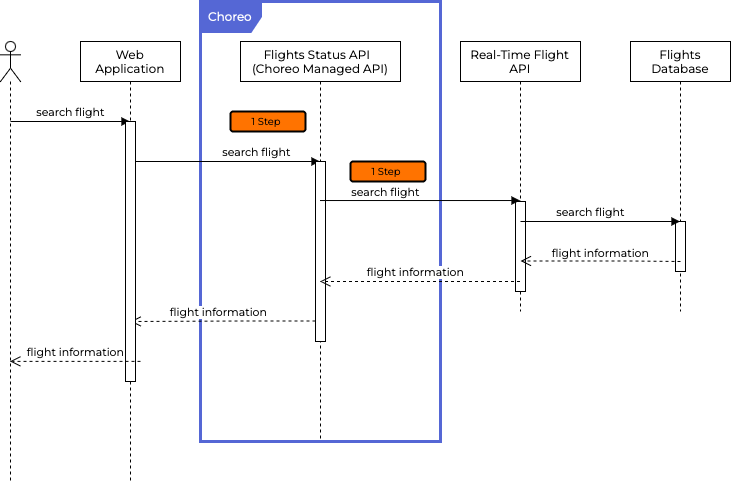 Choreo
Web
Application
Flights Status API
(Choreo Managed API)
Real-Time Flight
API
Flights
Database
search flight
1 Step
search flight
1 Step
search flight
search flight
flight information
flight information
flight information
flight information